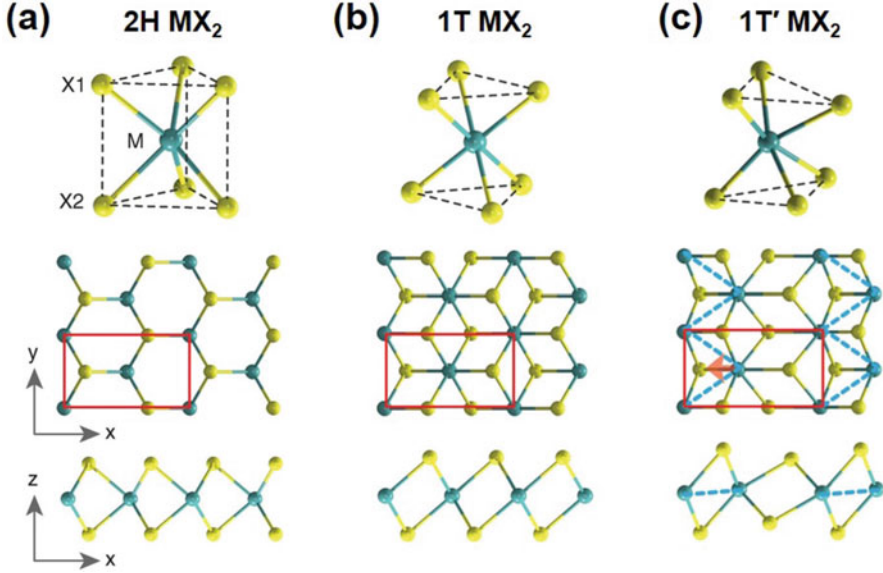 (a) 2H MX₂
(b) 1T MX₂
(c) 1T′ MX₂
X1
M
X2
y
x
z
x